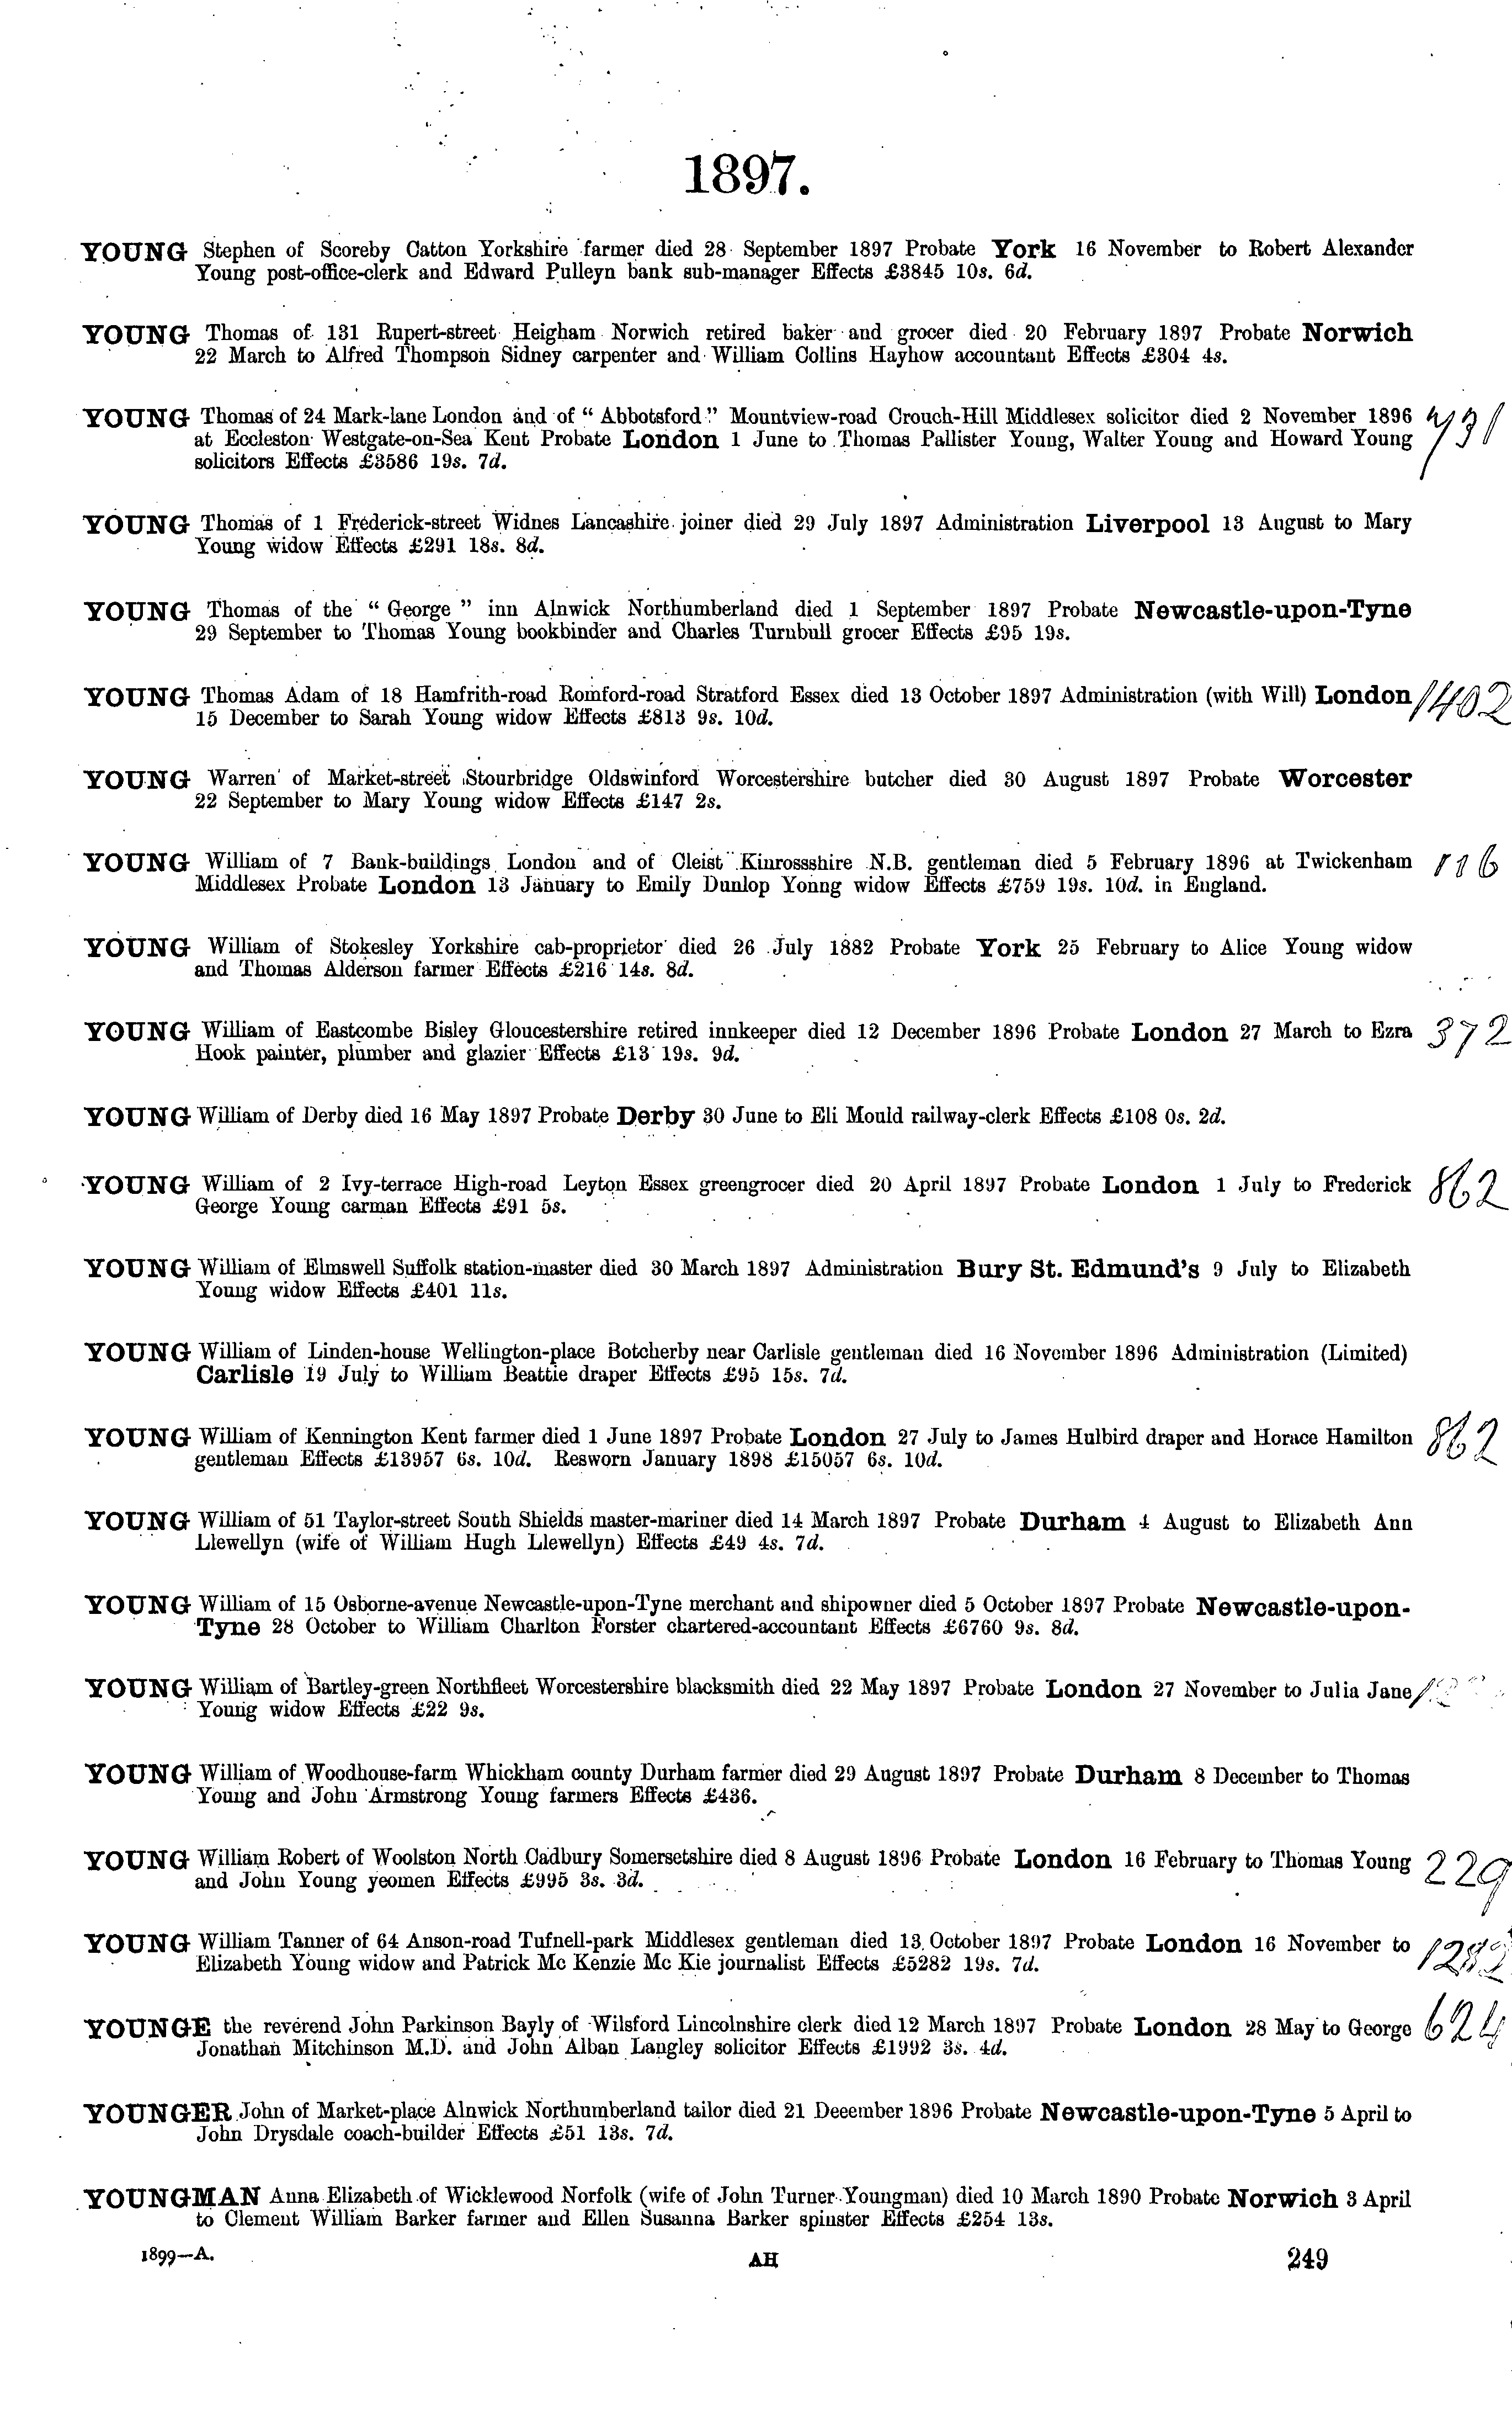 1897.
YOUNG Stephen of Scoreby Catton Yorkshire farmer died 28 September 1897 Probate York 16 November to Robert Alexander
Young post-office-clerk and Edward Pulleyn bank sub-manager Effects £3845 10s. 6d.
YOUNG Thomas of 131 Rupert-street Heigham Norwich retired baker and grocer died 20 February 1897 Probate Norwich
22 March to Alfred Thompson Sidney carpenter and William Collins Hayhow accountant Effects £304 4s.
YOUNG Thomas of 24 Mark-lane London and of “ Abbotsford ” Mountview-road Crouch-Hill Middlesex solicitor died 2 November 1896 731
at Eccleston Westgate-on-Sea Kent Probate London 1 June to Thomas Pallister Young, Walter Young and Howard Young
solicitors Effects £3586 19s. 7d.
YOUNG Thomas of 1 Frederick-street Widnes Lancashire joiner died 29 July 1897 Administration Liverpool 13 August to Mary
Young widow Effects £291 18s. 8d.
YOUNG Thomas of the “ George ” inn Alnwick Northumberland died 1 September 1897 Probate Newcastle-upon-Tyne
29 September to Thomas Young bookbinder and Charles Turnbull grocer Effects £95 19s.
YOUNG Thomas Adam of 18 Hamfrith-road Romford-road Stratford Essex died 13 October 1897 Administration (with Will) London 1402
15 December to Sarah Young widow Effects £813 9s. 10d.
YOUNG Warren of Market-street Stourbridge Oldswinford Worcestershire butcher died 30 August 1897 Probate Worcester
22 September to Mary Young widow Effects £147 2s.
YOUNG William of 7 Bank-buildings London and of Cleist Kinrossshire N.B. gentleman died 5 February 1896 at Twickenham 116
Middlesex Probate London 13 January to Emily Dunlop Young widow Effects £759 19s. 10d. in England.
YOUNG William of Stokesley Yorkshire cab-proprietor died 26 July 1882 Probate York 25 February to Alice Young widow
and Thomas Alderson farmer Effects £216 14s. 8d.
YOUNG William of Eastcombe Bisley Gloucestershire retired innkeeper died 12 December 1896 Probate London 27 March to Ezra 372
Hook painter, plumber and glazier Effects £13 19s. 9d.
YOUNG William of Derby died 16 May 1897 Probate Derby 30 June to Eli Mould railway-clerk Effects £108 0s. 2d.
YOUNG William of 2 Ivy-terrace High-road Leyton Essex greengrocer died 20 April 1897 Probate London 1 July to Frederick 862
George Young carman Effects £91 5s.
YOUNG William of Elmswell Suffolk station-master died 30 March 1897 Administration Bury St. Edmund's 9 July to Elizabeth
Young widow Effects £401 11s.
YOUNG William of Linden-house Wellington-place Botcherby near Carlisle gentleman died 16 November 1896 Administration (Limited)
Carlisle 19 July to William Beattie draper Effects £95 15s. 7d.
YOUNG William of Kennington Kent farmer died 1 June 1897 Probate London 27 July to James Hulbird draper and Horace Hamilton 862
gentleman Effects £13957 6s. 10d. Resworn January 1898 £15057 6s. 10d.
YOUNG William of 51 Taylor-street South Shields master-mariner died 14 March 1897 Probate Durham 4 August to Elizabeth Ann
Llewellyn (wife of William Hugh Llewellyn) Effects £49 4s. 7d.
YOUNG William of 15 Osborne-avenue Newcastle-upon-Tyne merchant and shipowner died 5 October 1897 Probate Newcastle-upon-
Tyne 28 October to William Charlton Forster chartered-accountant Effects £6760 9s. 8d.
YOUNG William of Bartley-green Northfleet Worcestershire blacksmith died 22 May 1897 Probate London 27 November to Julia Jane
Young widow Effects £22 9s.
YOUNG William of Woodhouse-farm Whickham county Durham farmer died 29 August 1897 Probate Durham 8 December to Thomas
Young and John Armstrong Young farmers Effects £436.
YOUNG William Robert of Woolston North Cadbury Somersetshire died 8 August 1896 Probate London 16 February to Thomas Young 229
and John Young yeomen Effects £995 3s. 3d.
YOUNG William Tanner of 64 Anson-road Tufnell-park Middlesex gentleman died 13 October 1897 Probate London 16 November to 1282
Elizabeth Young widow and Patrick Mc Kenzie Mc Kie journalist Effects £5282 19s. 7d.
YOUNGE the reverend John Parkinson Bayly of Wilsford Lincolnshire clerk died 12 March 1897 Probate London 28 May to George 624
Jonathan Mitchinson M.D. and John Alban Langley solicitor Effects £1992 3s. 4d.
YOUNGER John of Market-place Alnwick Northumberland tailor died 21 Deeember 1896 Probate Newcastle-upon-Tyne 5 April to
John Drysdale coach-builder Effects £51 13s. 7d.
YOUNGMAN Anna Elizabeth of Wicklewood Norfolk (wife of John Turner Youngman) died 10 March 1890 Probate Norwich 3 April
to Clement William Barker farmer and Ellen Susanna Barker spinster Effects £254 13s.
1899—A. AH 249